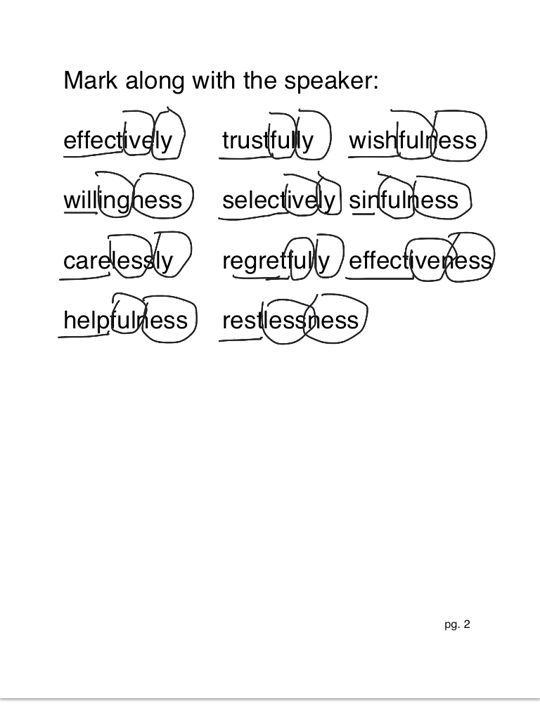 Mark along with the speaker:
effectively trustfully wishfulness
willingness selectively sinfulness
carelessly regretfully effectiveness
helpfulness restlessness
pg. 2